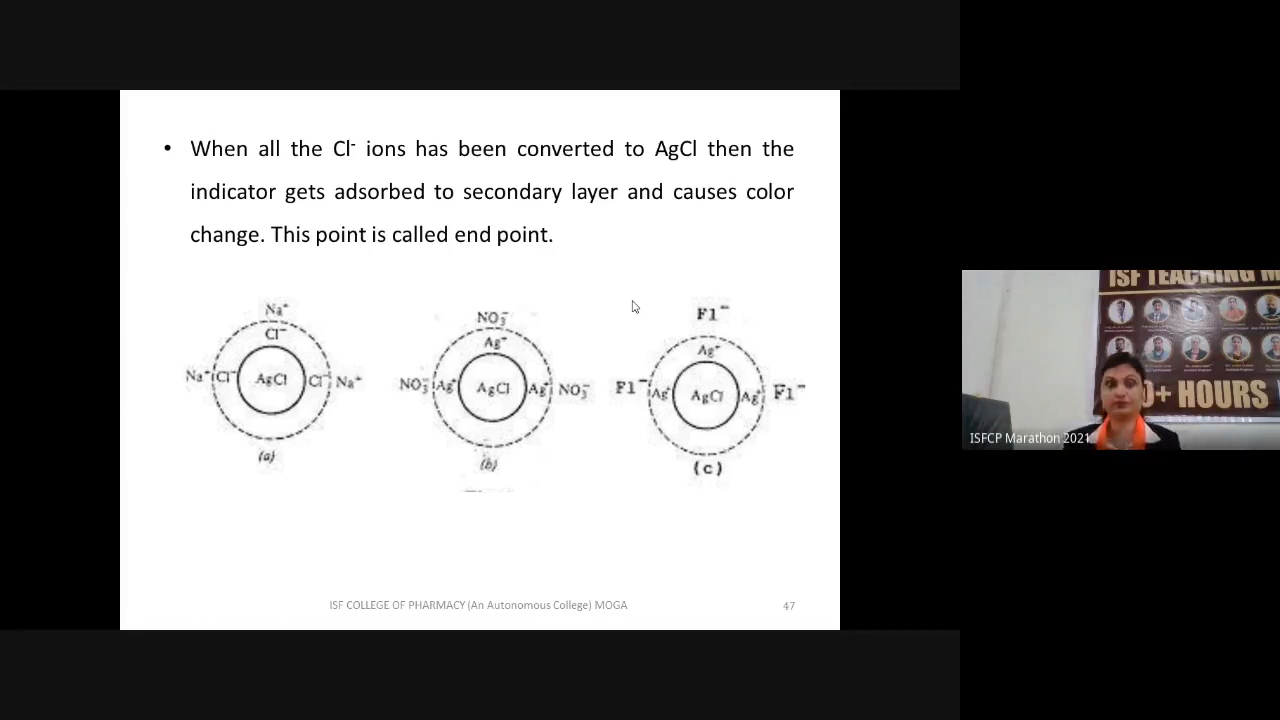 • When all the Cl- ions has been converted to AgCl then the
indicator gets adsorbed to secondary layer and causes color
change. This point is called end point.
Na⁺
Cl⁻
Na⁺ Cl⁻ AgCl Cl⁻ Na⁺
(a)
NO₃⁻
Ag⁺
NO₃⁻ Ag⁺ AgCl Ag⁺ NO₃⁻
(b)
Fl⁻
Ag⁺
Fl⁻ Ag⁺ AgCl Ag⁺ Fl⁻
(c)
ISF COLLEGE OF PHARMACY (An Autonomous College) MOGA
47
ISF TEACHING
0+ HOURS
ISFCP Marathon 2021